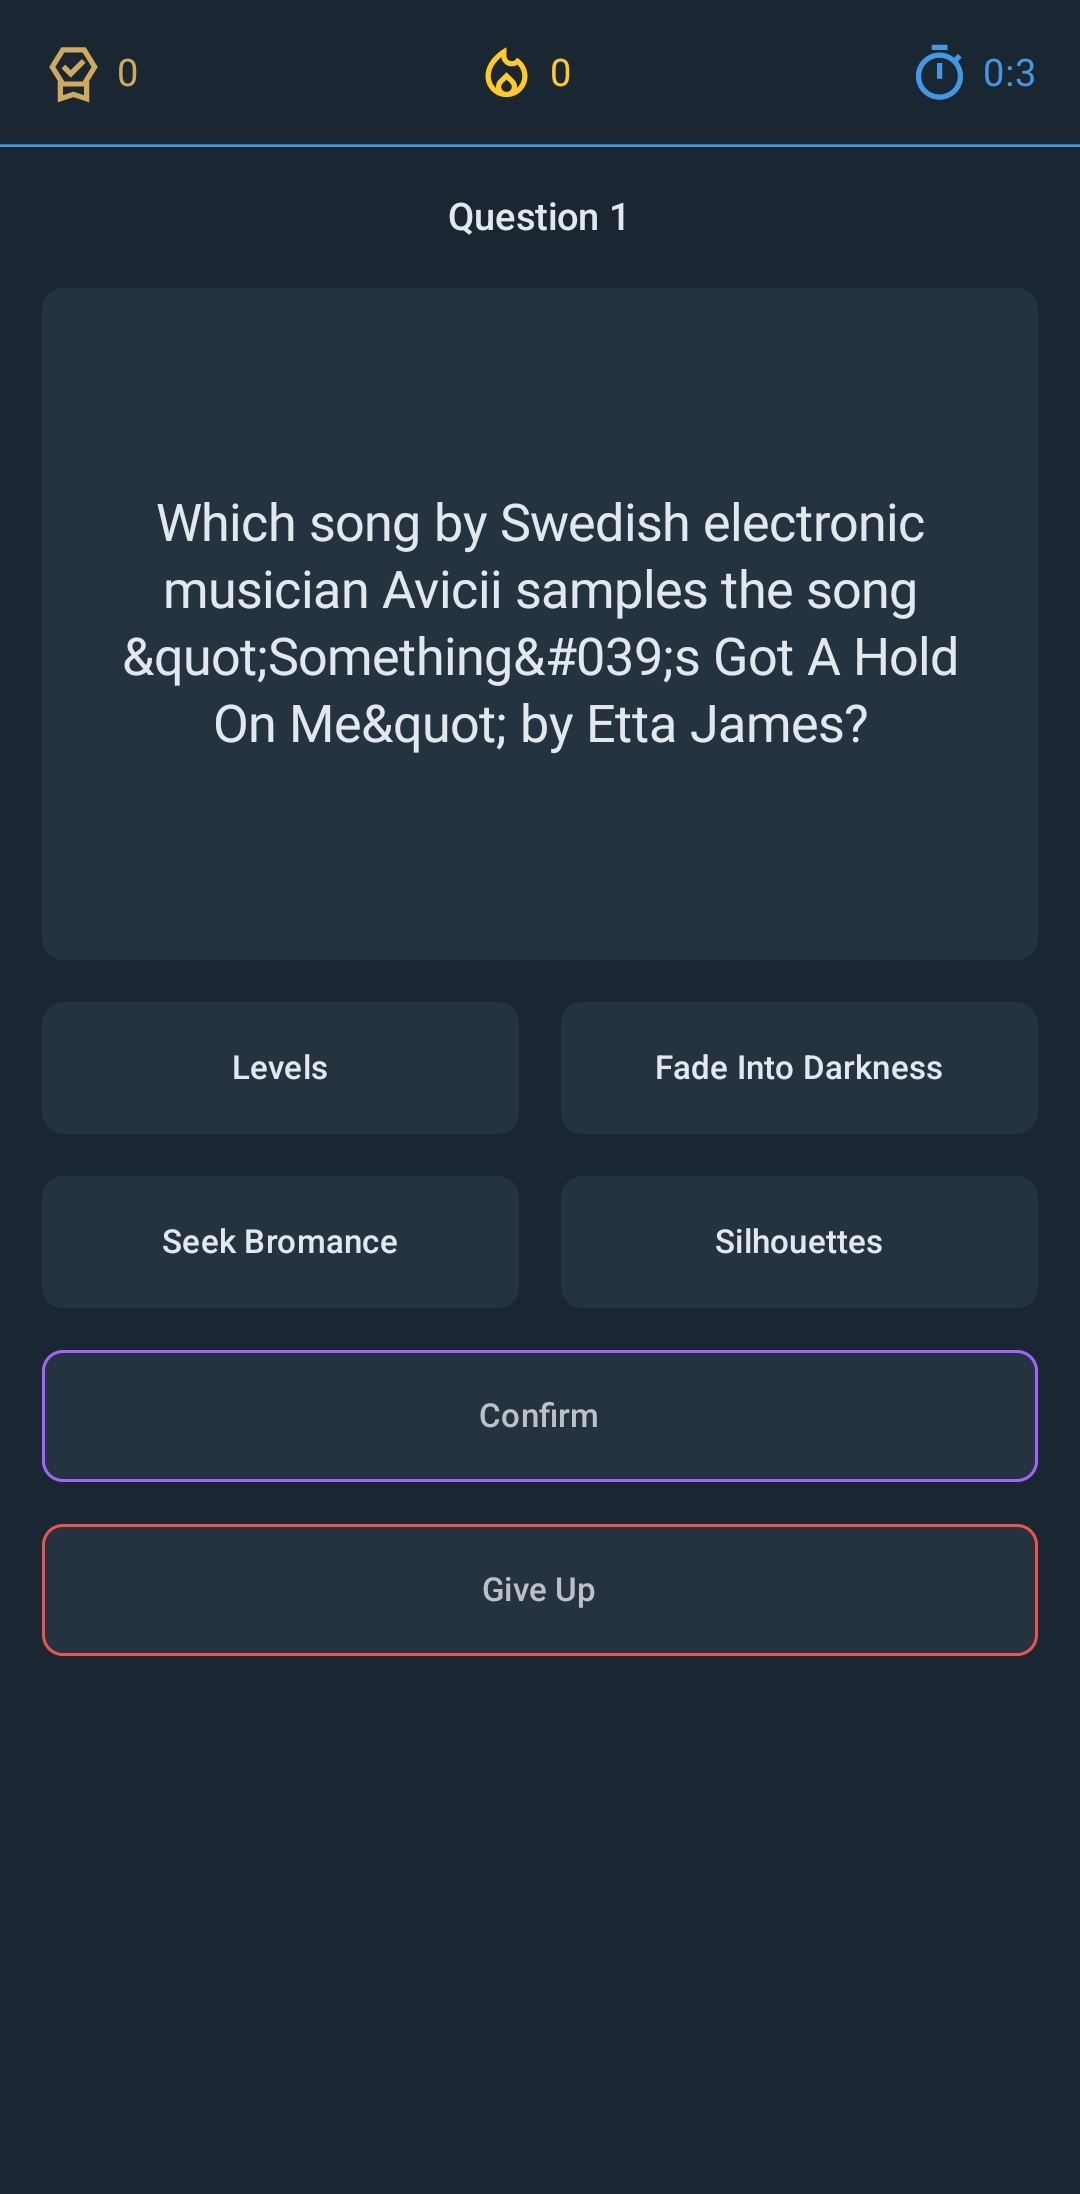 0
0
0:3
Question 1
Which song by Swedish electronic
musician Avicii samples the song
&quot;Something&#039;s Got A Hold
On Me&quot; by Etta James?
Levels
Fade Into Darkness
Seek Bromance
Silhouettes
Confirm
Give Up